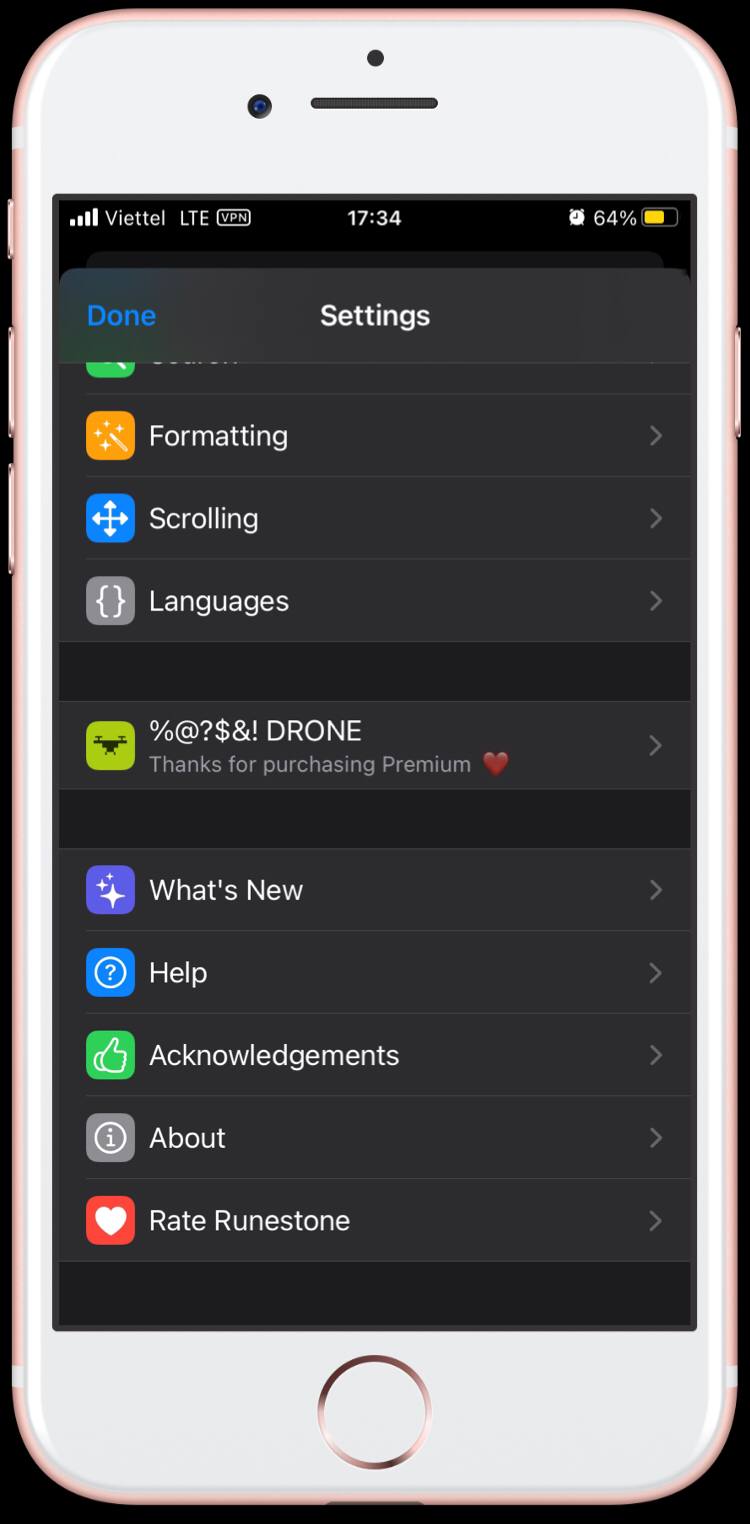 Viettel LTE VPN 17:34 64%
Done Settings
Formatting
Scrolling
{} Languages
%@?$&! DRONE
Thanks for purchasing Premium ❤️
What's New
? Help
Acknowledgements
i About
Rate Runestone